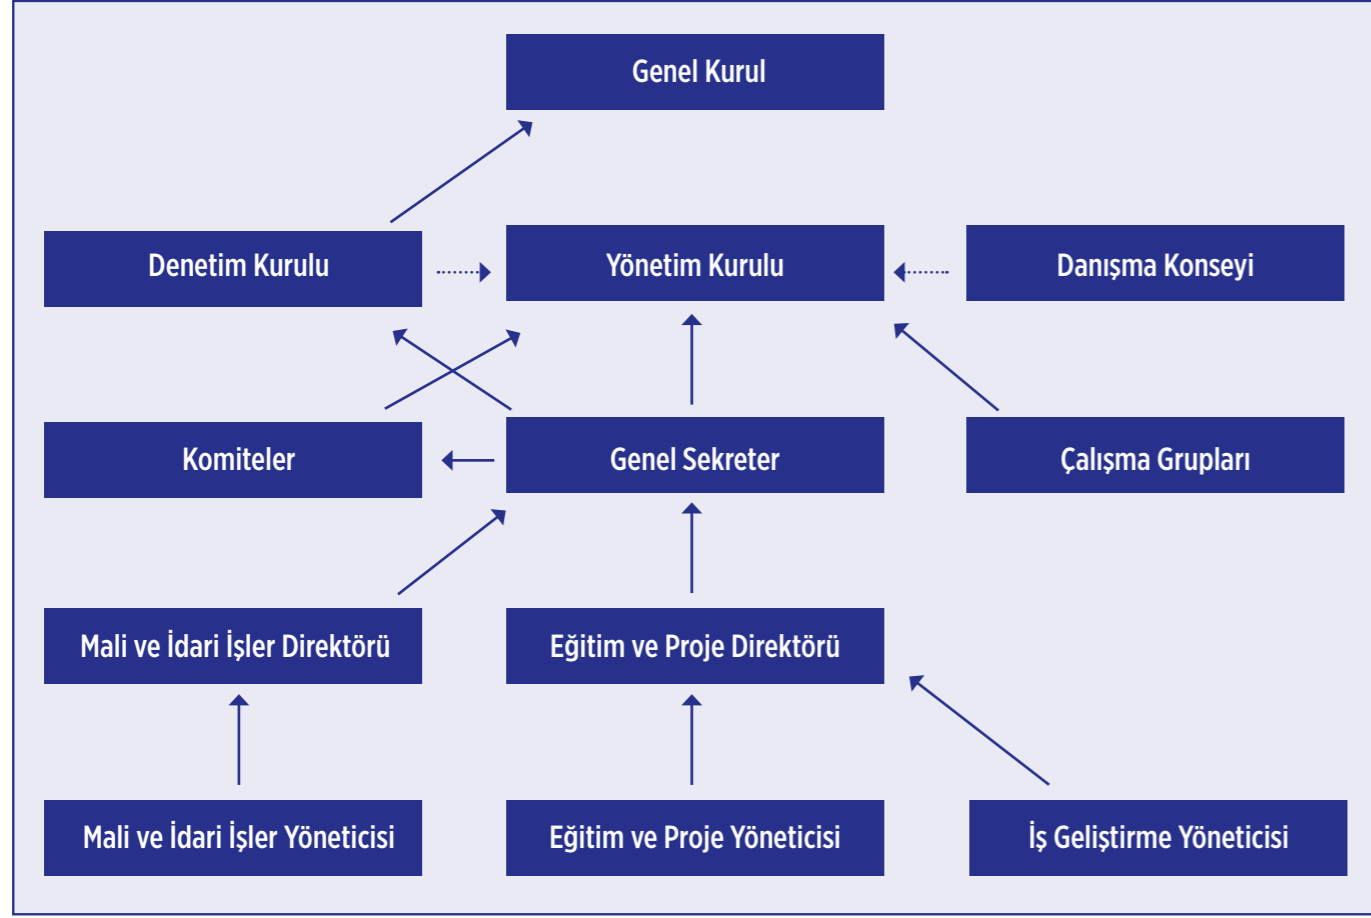 Genel Kurul
Denetim Kurulu
Yönetim Kurulu
Danışma Konseyi
Komiteler
Genel Sekreter
Çalışma Grupları
Mali ve İdari İşler Direktörü
Eğitim ve Proje Direktörü
Mali ve İdari İşler Yöneticisi
Eğitim ve Proje Yöneticisi
İş Geliştirme Yöneticisi